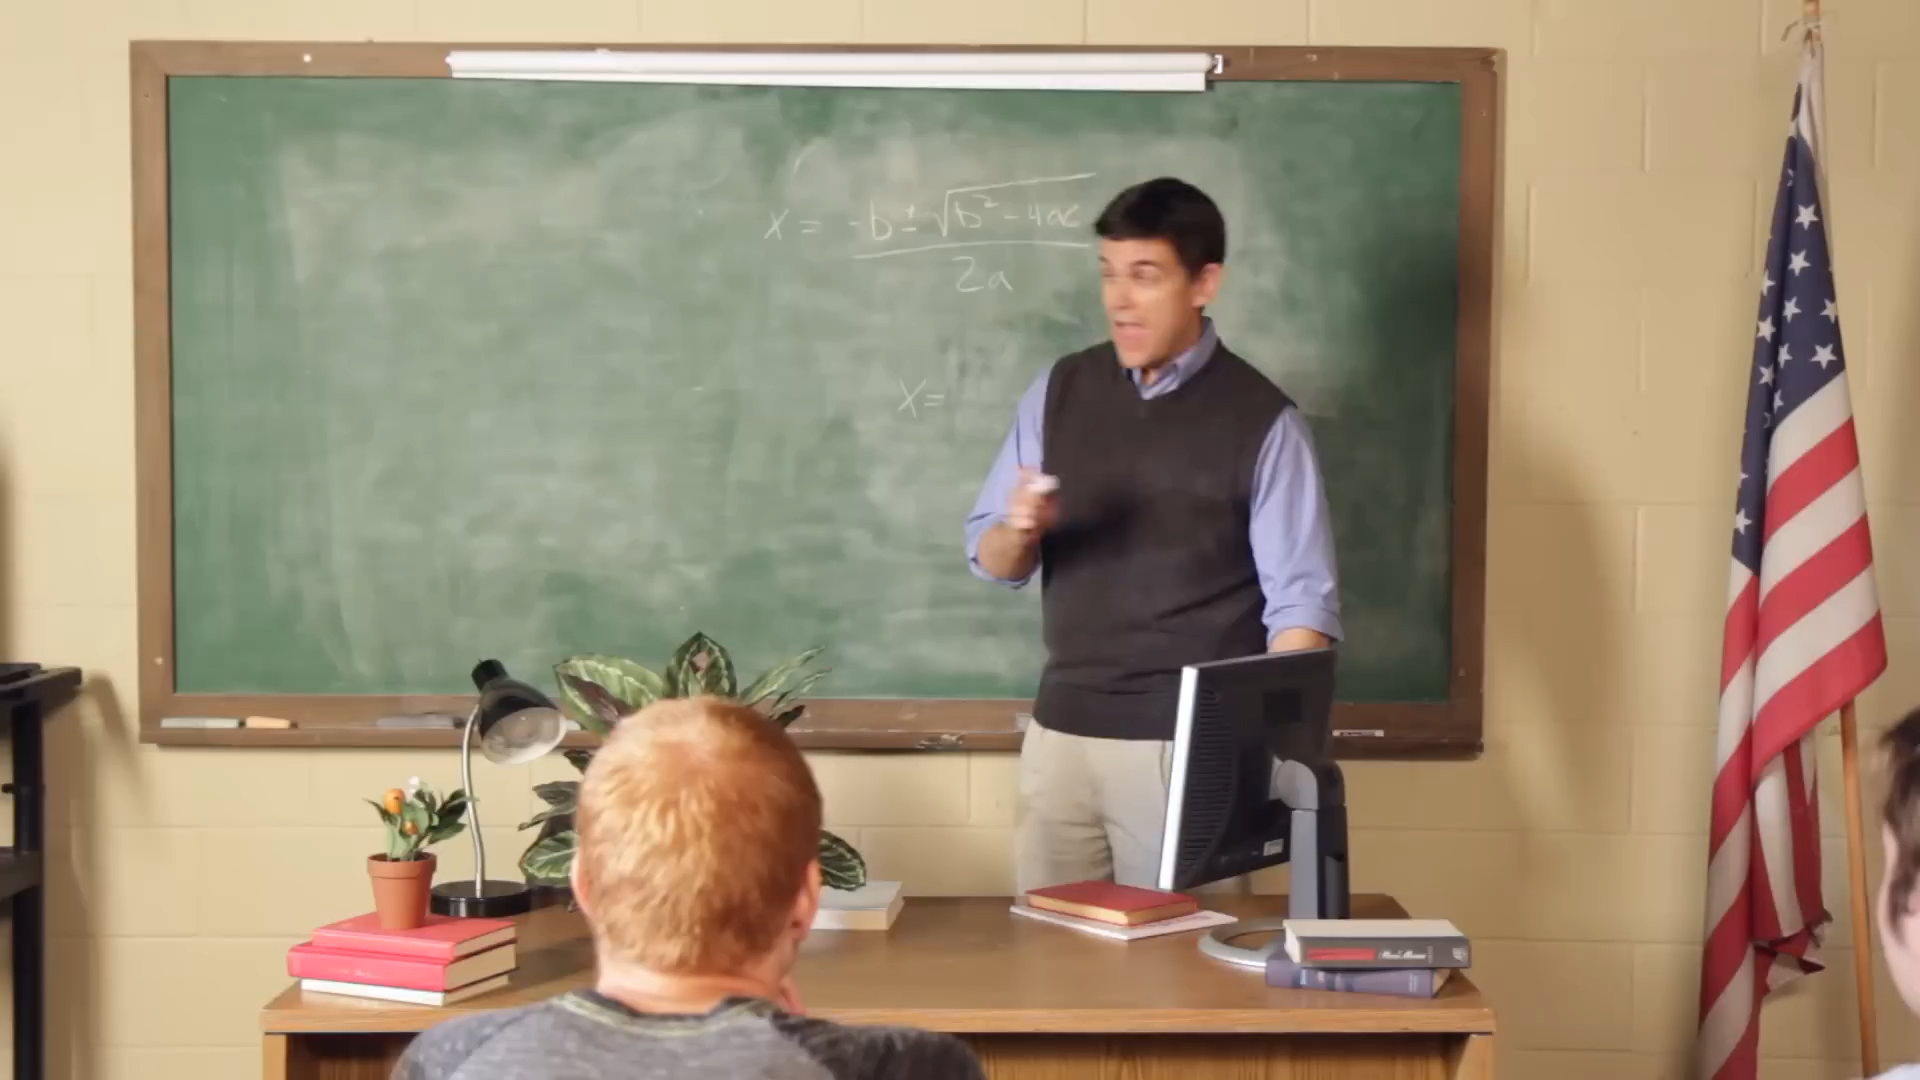 x = -b ± √b² - 4ac
2a
x =